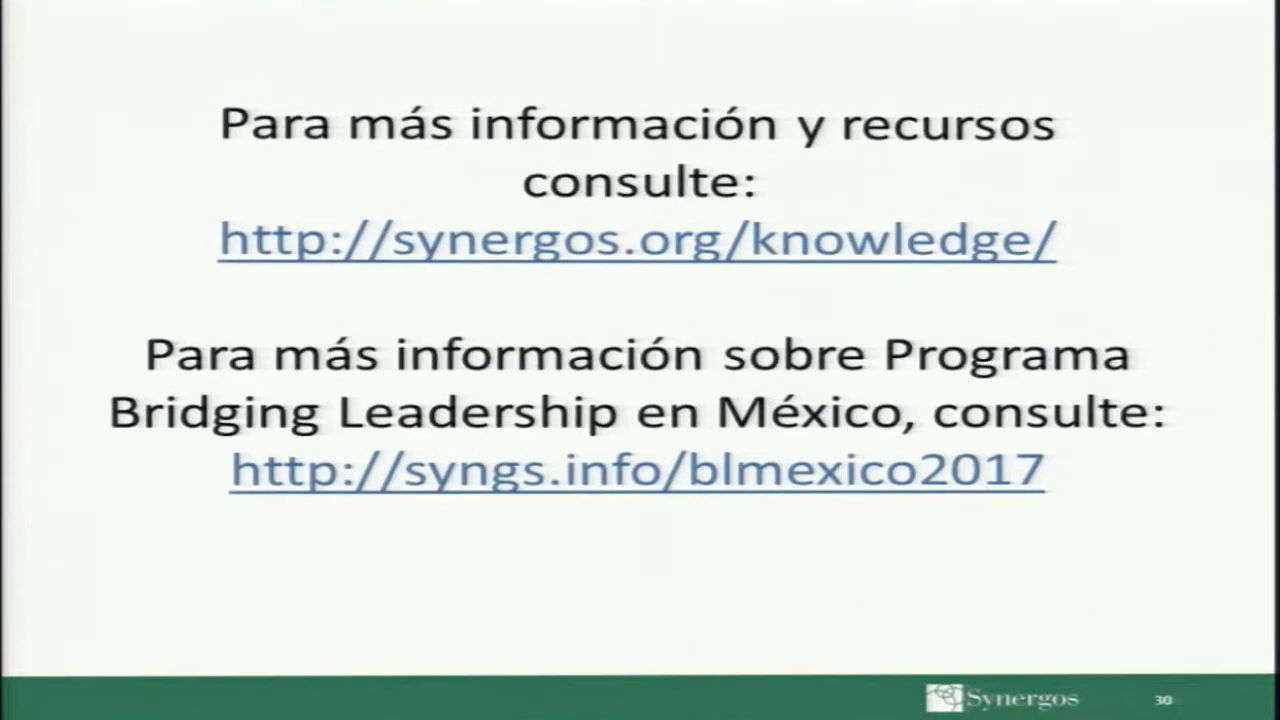 Para más información y recursos
consulte:
http://synergos.org/knowledge/
Para más información sobre Programa
Bridging Leadership en México, consulte:
http://syngs.info/blmexico2017
Synergos
30